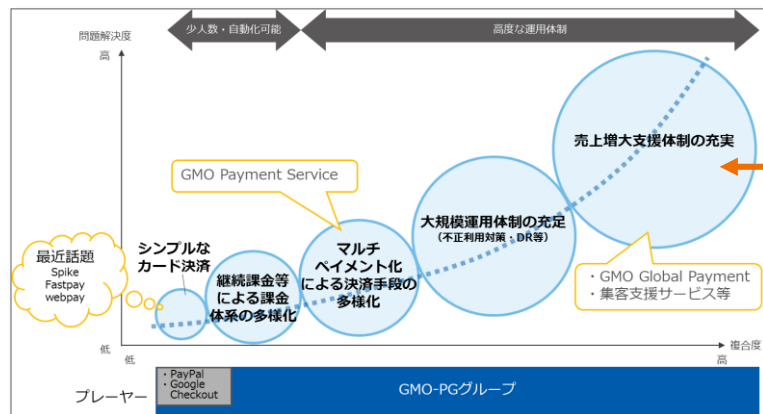 少人数・自動化可能
高度な運用体制
問題解決度
高
売上増大支援体制の充実
GMO Payment Service
大規模運用体制の充足
(不正利用対策・DR等)
シンプルな
カード決済
マルチ
ペイメント化
による決済手段の
多様化
最近話題
Spike
Fastpay
webpay
継続課金等
による課金
体系の多様化
・GMO Global Payment
・集客支援サービス等
低
低
高
複合度
プレーヤー
・PayPal
・Google
Checkout
GMO-PGグループ